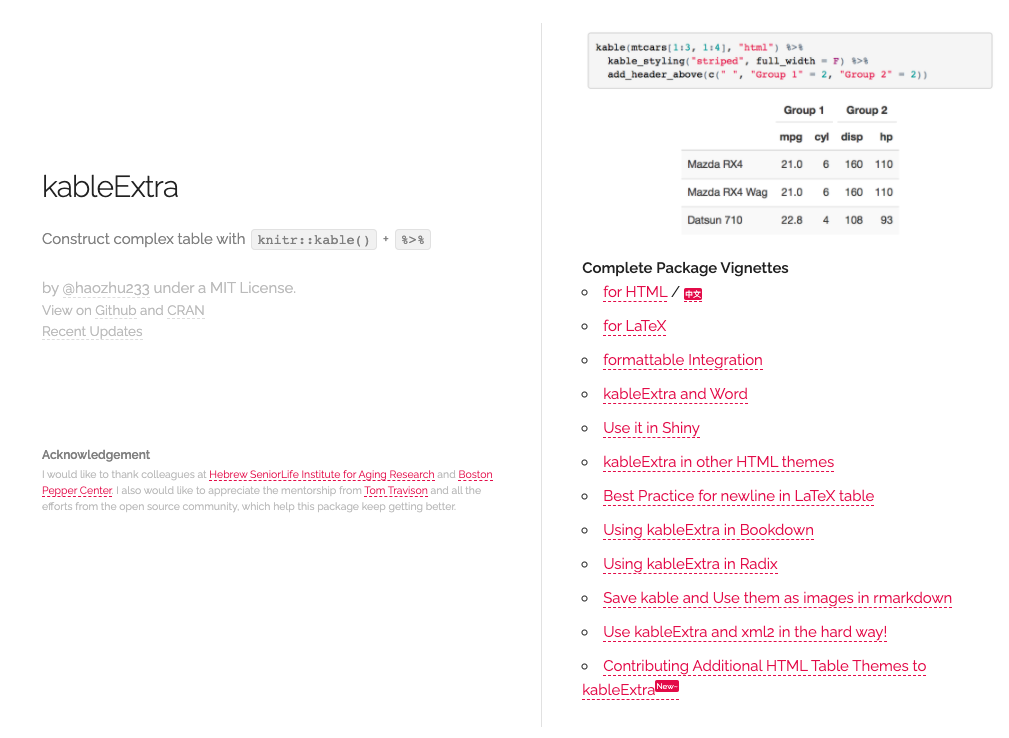 kableExtra
Construct complex table with knitr::kable() + %>%
by @haozhu233 under a MIT License.
View on Github and CRAN
Recent Updates
Acknowledgement
I would like to thank colleagues at Hebrew SeniorLife Institute for Aging Research and Boston
Pepper Center. I also would like to appreciate the mentorship from Tom Travison and all the
efforts from the open source community, which help this package keep getting better.
kable(mtcars[1:3, 1:4], "html") %>%
kable_styling("striped", full_width = F) %>%
add_header_above(c(" ", "Group 1" = 2, "Group 2" = 2))
Group 1 Group 2
mpg cyl disp hp
Mazda RX4 21.0 6 160 110
Mazda RX4 Wag 21.0 6 160 110
Datsun 710 22.8 4 108 93
Complete Package Vignettes
for HTML / 中文
for LaTeX
formattable Integration
kableExtra and Word
Use it in Shiny
kableExtra in other HTML themes
Best Practice for newline in LaTeX table
Using kableExtra in Bookdown
Using kableExtra in Radix
Save kable and Use them as images in rmarkdown
Use kableExtra and xml2 in the hard way!
Contributing Additional HTML Table Themes to
kableExtra New~